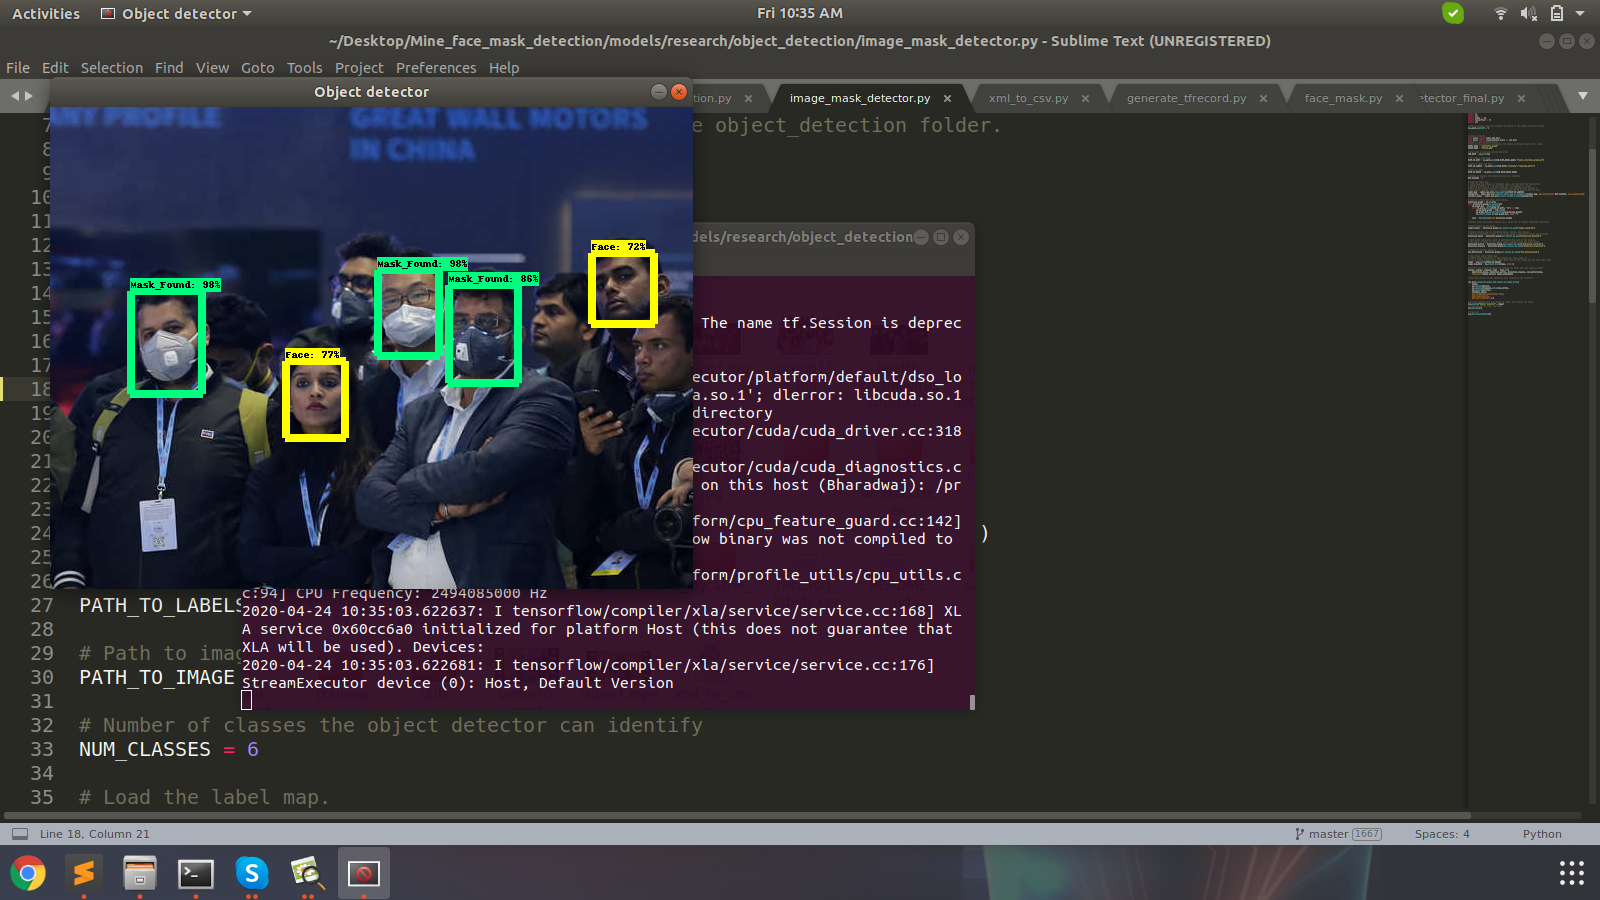 Activities
Object detector
Fri 10:35 AM
~/Desktop/Mine_face_mask_detection/models/research/object_detection/image_mask_detector.py - Sublime Text (UNREGISTERED)
File Edit Selection Find View Goto Tools Project Preferences Help
Object detector
tion.py
image_mask_detector.py
xml_to_csv.py
generate_tfrecord.py
face_mask.py
etector_final.py
ANY PROFILE
GREAT WALL MOTORS
IN CHINA
Mask_Found: 98%
Face: 77%
Mask_Found: 98%
Mask_Found: 86%
Face: 72%
7
8
9
10
11
12
13
14
15
16
17
18
19
20
21
22
23
24
25
26
e object_detection folder.
)
dels/research/object_detection
The name tf.Session is deprec
ecutor/platform/default/dso_lo
a.so.1'; dlerror: libcuda.so.1
directory
ecutor/cuda/cuda_driver.cc:318
ecutor/cuda/cuda_diagnostics.c
on this host (Bharadwaj): /pr
form/cpu_feature_guard.cc:142]
ow binary was not compiled to
form/profile_utils/cpu_utils.c
c:94] CPU Frequency: 2494085000 Hz
2020-04-24 10:35:03.622637: I tensorflow/compiler/xla/service/service.cc:168] XL
A service 0x60cc6a0 initialized for platform Host (this does not guarantee that
XLA will be used). Devices:
2020-04-24 10:35:03.622681: I tensorflow/compiler/xla/service/service.cc:176]
StreamExecutor device (0): Host, Default Version
27 PATH_TO_LABELS
28
29 # Path to imag
30 PATH_TO_IMAGE
31
32 # Number of classes the object detector can identify
33 NUM_CLASSES = 6
34
35 # Load the label map.
Line 18, Column 21
master 1667
Spaces: 4
Python